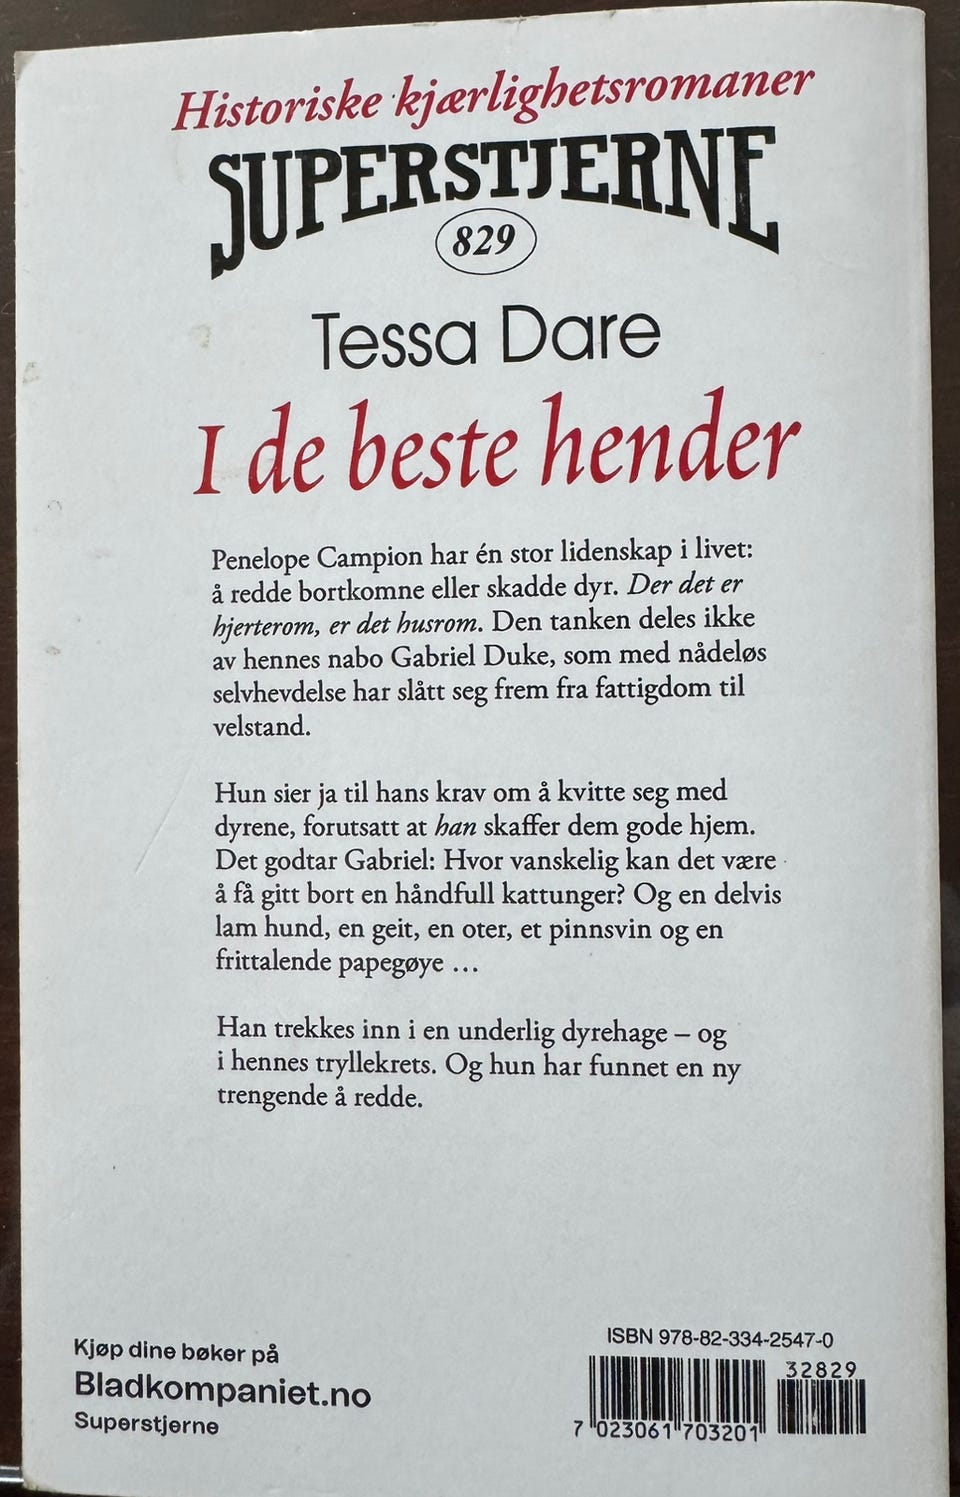 Historiske kjærlighetsromaner
SUPERSTJERNE
829
Tessa Dare
I de beste hender
Penelope Campion har én stor lidenskap i livet:
å redde bortkomne eller skadde dyr. Der det er
hjerterom, er det husrom. Den tanken deles ikke
av hennes nabo Gabriel Duke, som med nådeløs
selvhevdelse har slått seg frem fra fattigdom til
velstand.
Hun sier ja til hans krav om å kvitte seg med
dyrene, forutsatt at han skaffer dem gode hjem.
Det godtar Gabriel: Hvor vanskelig kan det være
å få gitt bort en håndfull kattunger? Og en delvis
lam hund, en geit, en oter, et pinnsvin og en
frittalende papegøye …
Han trekkes inn i en underlig dyrehage – og
i hennes tryllekrets. Og hun har funnet en ny
trengende å redde.
Kjøp dine bøker på
Bladkompaniet.no
Superstjerne
ISBN 978-82-334-2547-0
32829
7 023061 703201